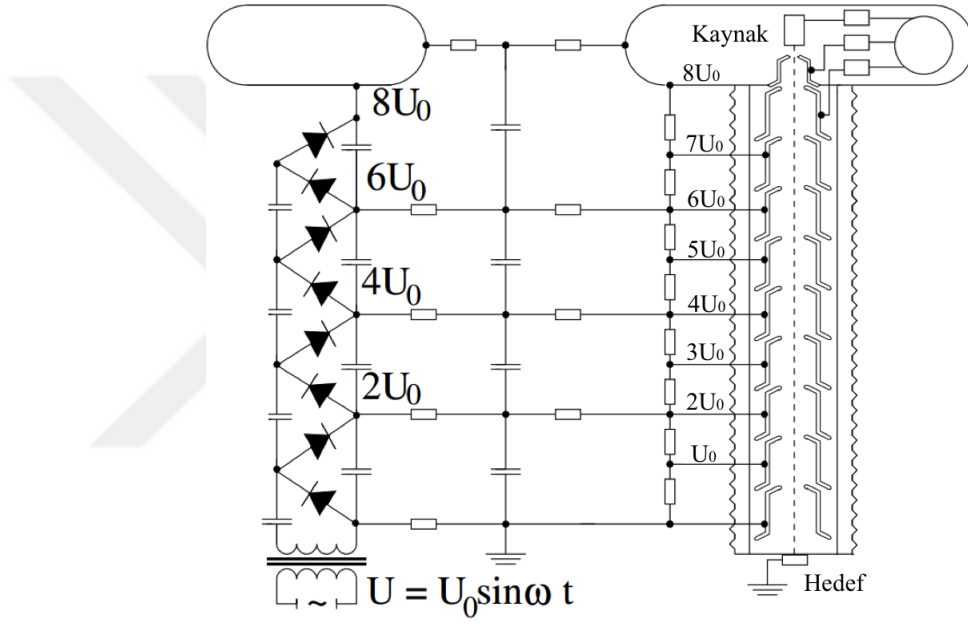 Kaynak
8U₀
8U₀
7U₀
6U₀
6U₀
5U₀
4U₀
4U₀
3U₀
2U₀
2U₀
U₀
~
U = U₀sinω t
Hedef